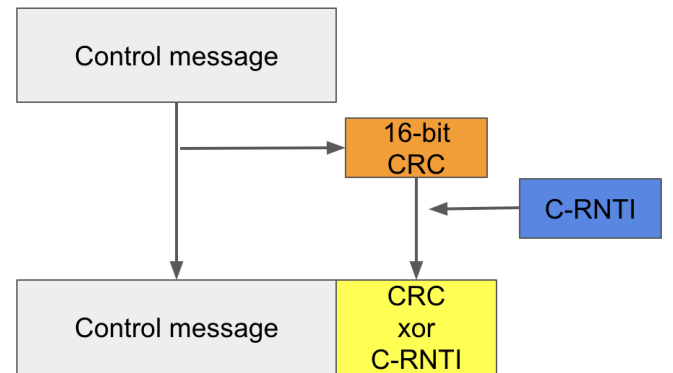 Control message
16-bit
CRC
C-RNTI
Control message
CRC
xor
C-RNTI